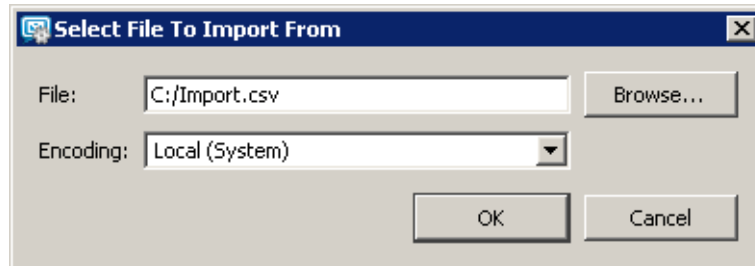 Select File To Import From
File: C:/Import.csv Browse...
Encoding: Local (System)
OK Cancel